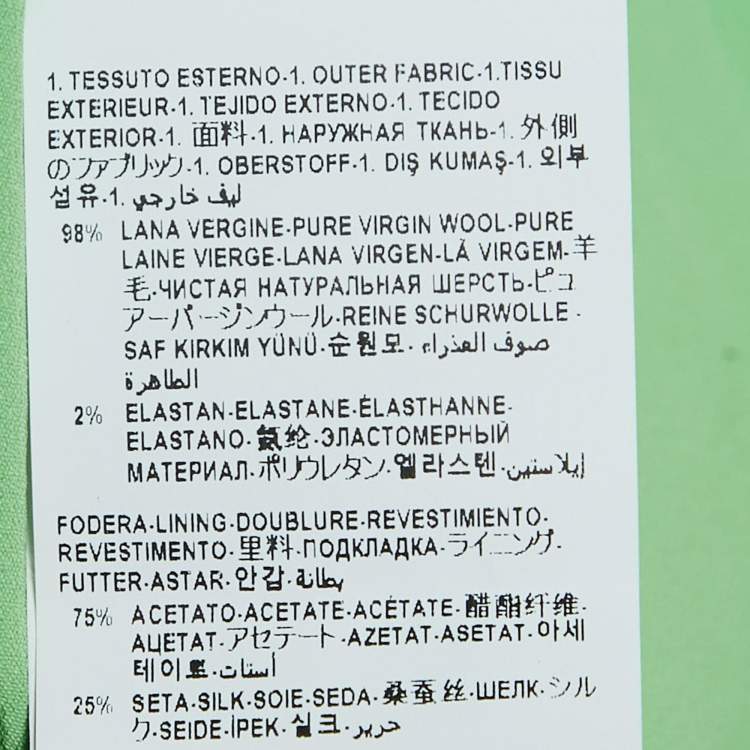 1. TESSUTO ESTERNO-1. OUTER FABRIC-1.TISSU
EXTERIEUR-1. TEJIDO EXTERNO-1. TECIDO
EXTERIOR-1. 面料-1. НАРУЖНАЯ ТКАНЬ-1. 外側
のファブリック-1. OBERSTOFF-1. DIŞ KUMAŞ-1. 외부
섬유-1. ليف خارجي
98% LANA VERGINE-PURE VIRGIN WOOL-PURE
LAINE VIERGE-LANA VIRGEN-LÃ VIRGEM-羊
毛-ЧИСТАЯ НАТУРАЛЬНАЯ ШЕРСТЬ-ピュ
アーバージンウール-REINE SCHURWOLLE -
SAF KIRKIM YÜNÜ-순원모- صوف العذراء
الطاهرة
2% ELASTAN-ELASTANE-ÉLASTHANNE-
ELASTANO-氨纶-ЭЛАСТОМЕРНЫЙ
МАТЕРИАЛ-ポリウレタン-엘라스텐-إيلاستين
FODERA-LINING-DOUBLURE-REVESTIMIENTO-
REVESTIMENTO-里料-ПОДКЛАДКА-ライニング-
FUTTER-ASTAR-안감-بطانة
75% ACETATO-ACETATE-ACÉTATE-醋酯纤维-
АЦЕТАТ-アセテート-AZETAT-ASETAT-아세
테이트-أستات
25% SETA-SILK-SOIE-SEDA-桑蚕丝-ШЕЛК-シル
ク-SEIDE-İPEK-실크-حرير